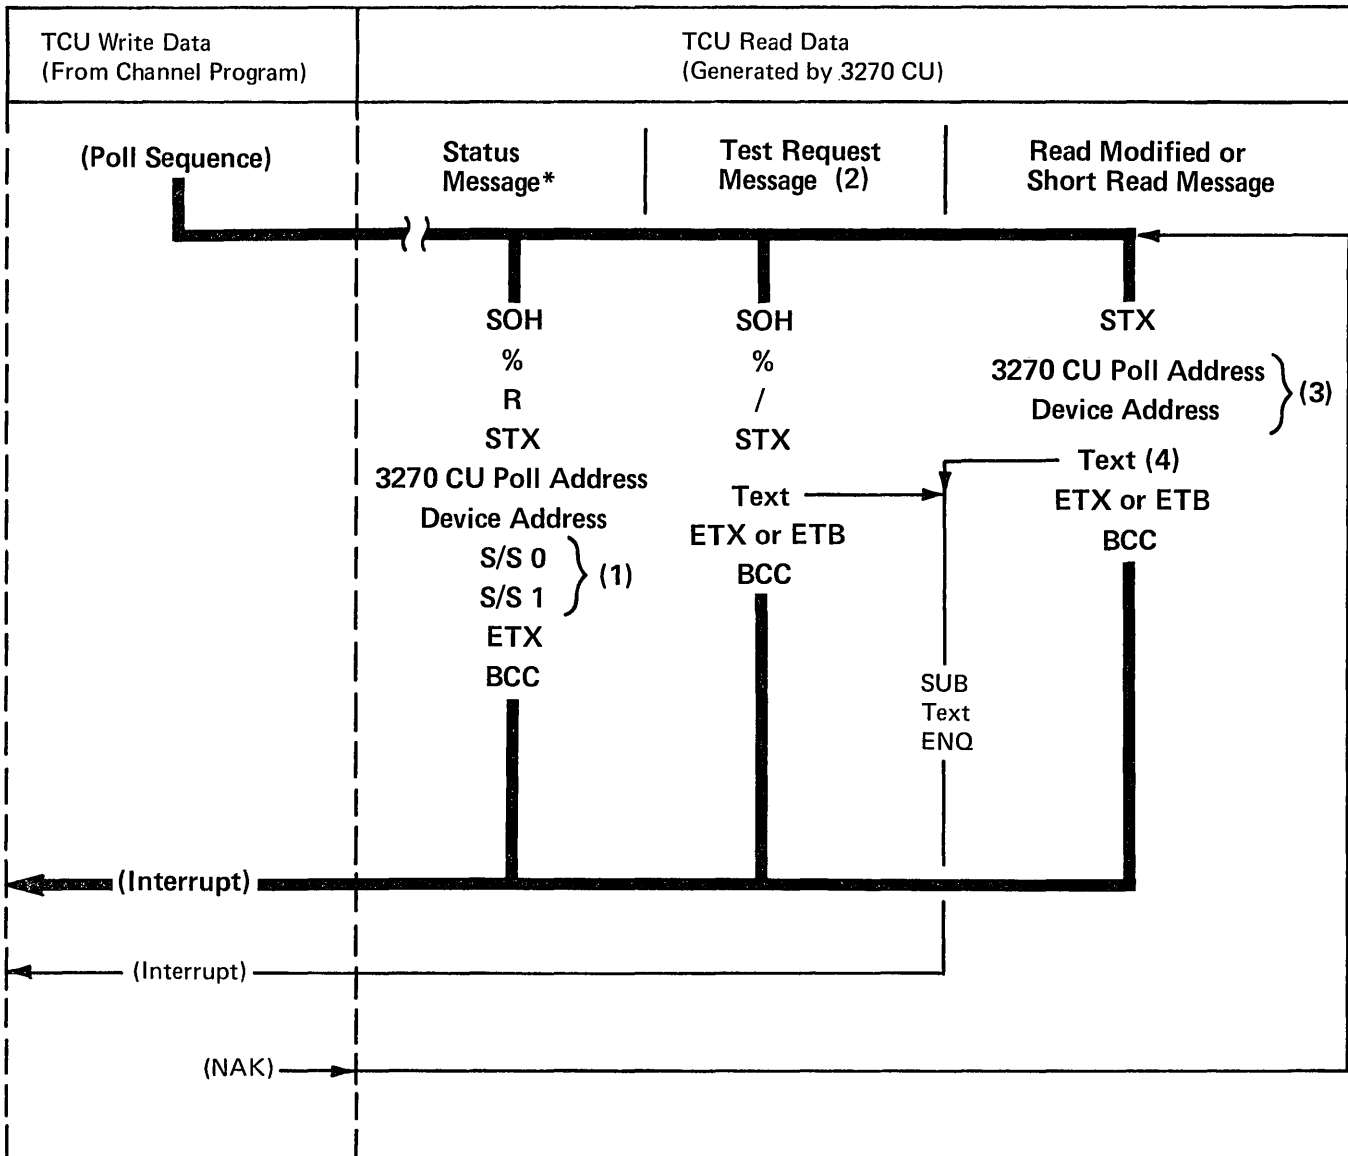 TCU Write Data
(From Channel Program)
TCU Read Data
(Generated by 3270 CU)
(Poll Sequence)
Status
Message*
Test Request
Message (2)
Read Modified or
Short Read Message
SOH
%
R
STX
3270 CU Poll Address
Device Address
S/S 0
S/S 1
(1)
ETX
BCC
SOH
%
/
STX
Text
ETX or ETB
BCC
STX
3270 CU Poll Address
Device Address
(3)
Text (4)
ETX or ETB
BCC
SUB
Text
ENQ
(Interrupt)
(Interrupt)
(NAK)